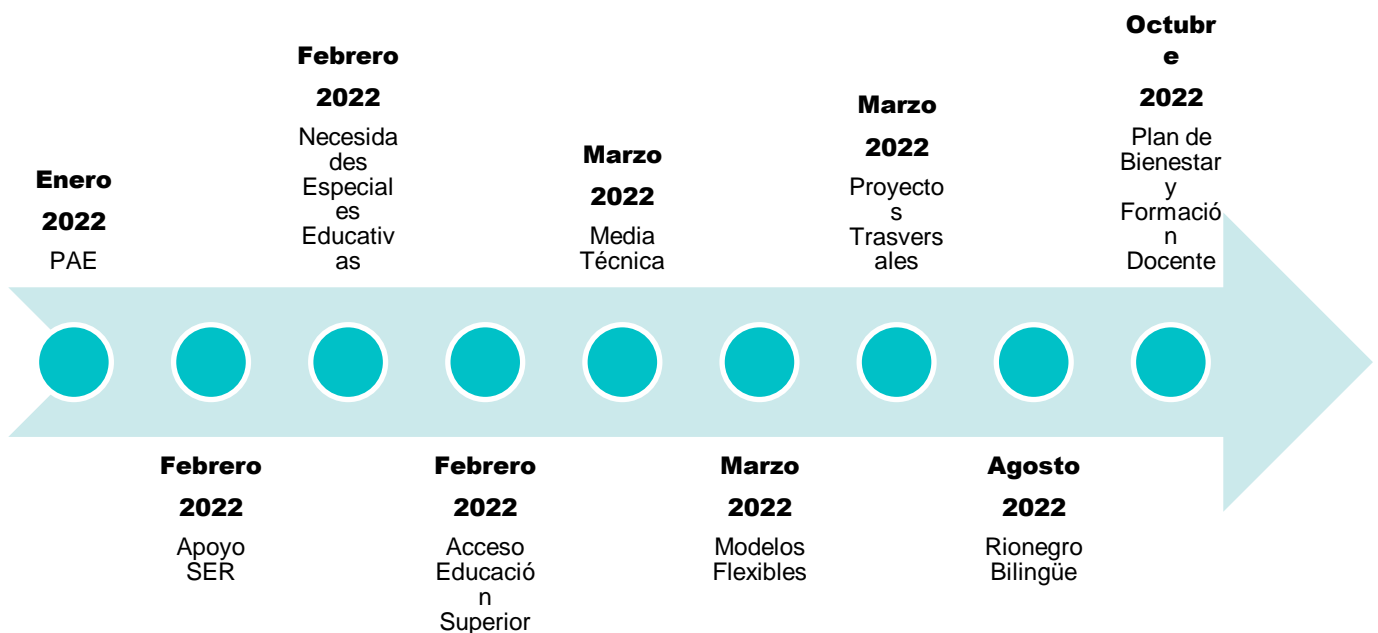 Enero
2022
PAE
Febrero
2022
Apoyo
SER
Febrero
2022
Necesida
des
Especial
es
Educativ
as
Febrero
2022
Acceso
Educació
n
Superior
Marzo
2022
Media
Técnica
Marzo
2022
Modelos
Flexibles
Marzo
2022
Proyecto
s
Trasvers
ales
Agosto
2022
Rionegro
Bilingüe
Octubr
e
2022
Plan de
Bienestar
y
Formació
n
Docente